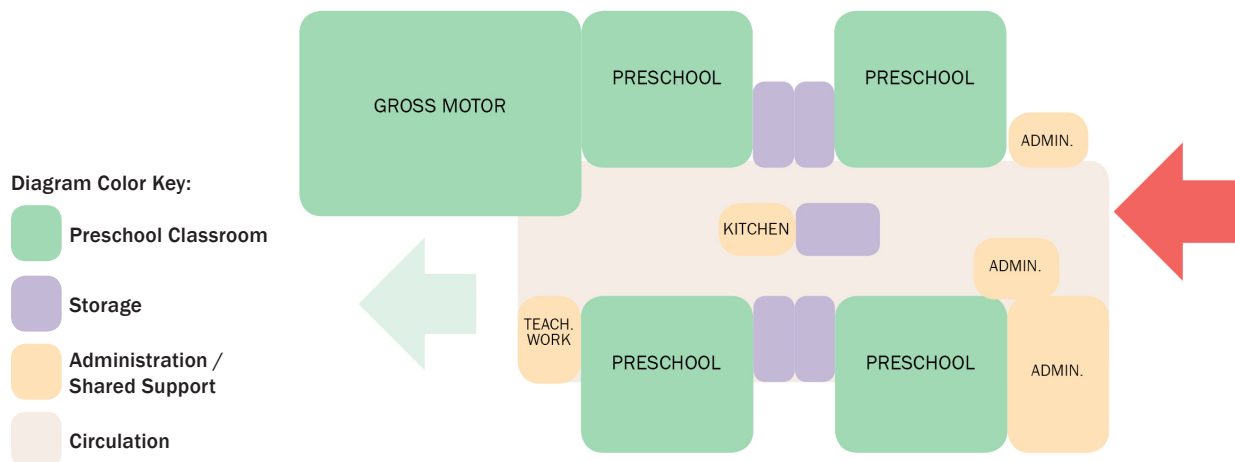 PRESCHOOL
PRESCHOOL
GROSS MOTOR
ADMIN.
Diagram Color Key:
Preschool Classroom
KITCHEN
ADMIN.
Storage
TEACH.
WORK
PRESCHOOL
PRESCHOOL
ADMIN.
Administration /
Shared Support
Circulation